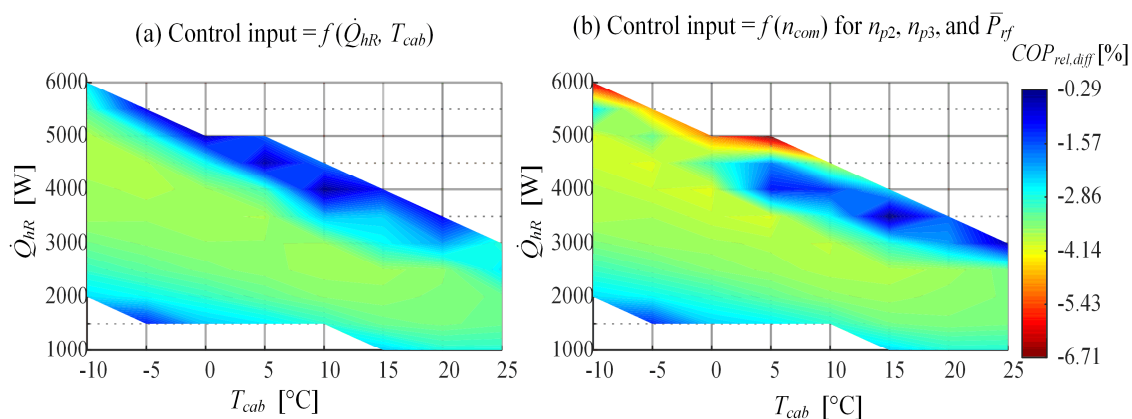 (a) Control input = f(Q̇hR, Tcab)
(b) Control input = f(ncom) for np2, np3, and P̄rf
COPrel,diff [%]
6000
5000
4000
3000
2000
1000
Q̇hR [W]
-10 -5 0 5 10 15 20 25
Tcab [°C]
6000
5000
4000
3000
2000
1000
Q̇hR [W]
-10 -5 0 5 10 15 20 25
Tcab [°C]
-0.29
-1.57
-2.86
-4.14
-5.43
-6.71